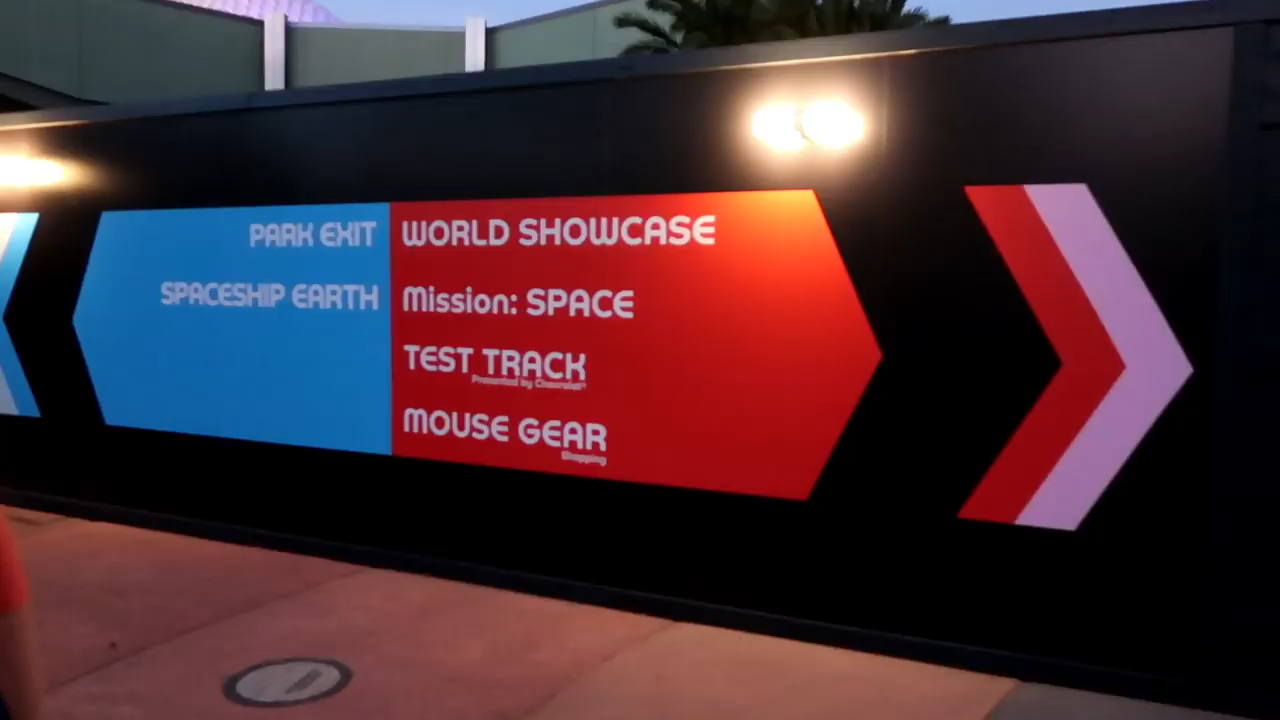 PARK EXIT
SPACESHIP EARTH
WORLD SHOWCASE
Mission: SPACE
TEST TRACK
Presented by Chevrolet®
MOUSE GEAR
Shopping